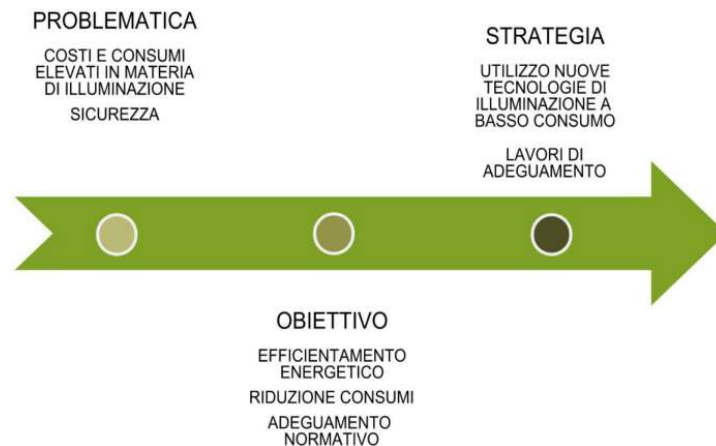 PROBLEMATICA
COSTI E CONSUMI
ELEVATI IN MATERIA
DI ILLUMINAZIONE
SICUREZZA
OBIETTIVO
EFFICIENTAMENTO
ENERGETICO
RIDUZIONE CONSUMI
ADEGUAMENTO
NORMATIVO
STRATEGIA
UTILIZZO NUOVE
TECNOLOGIE DI
ILLUMINAZIONE A
BASSO CONSUMO
LAVORI DI
ADEGUAMENTO